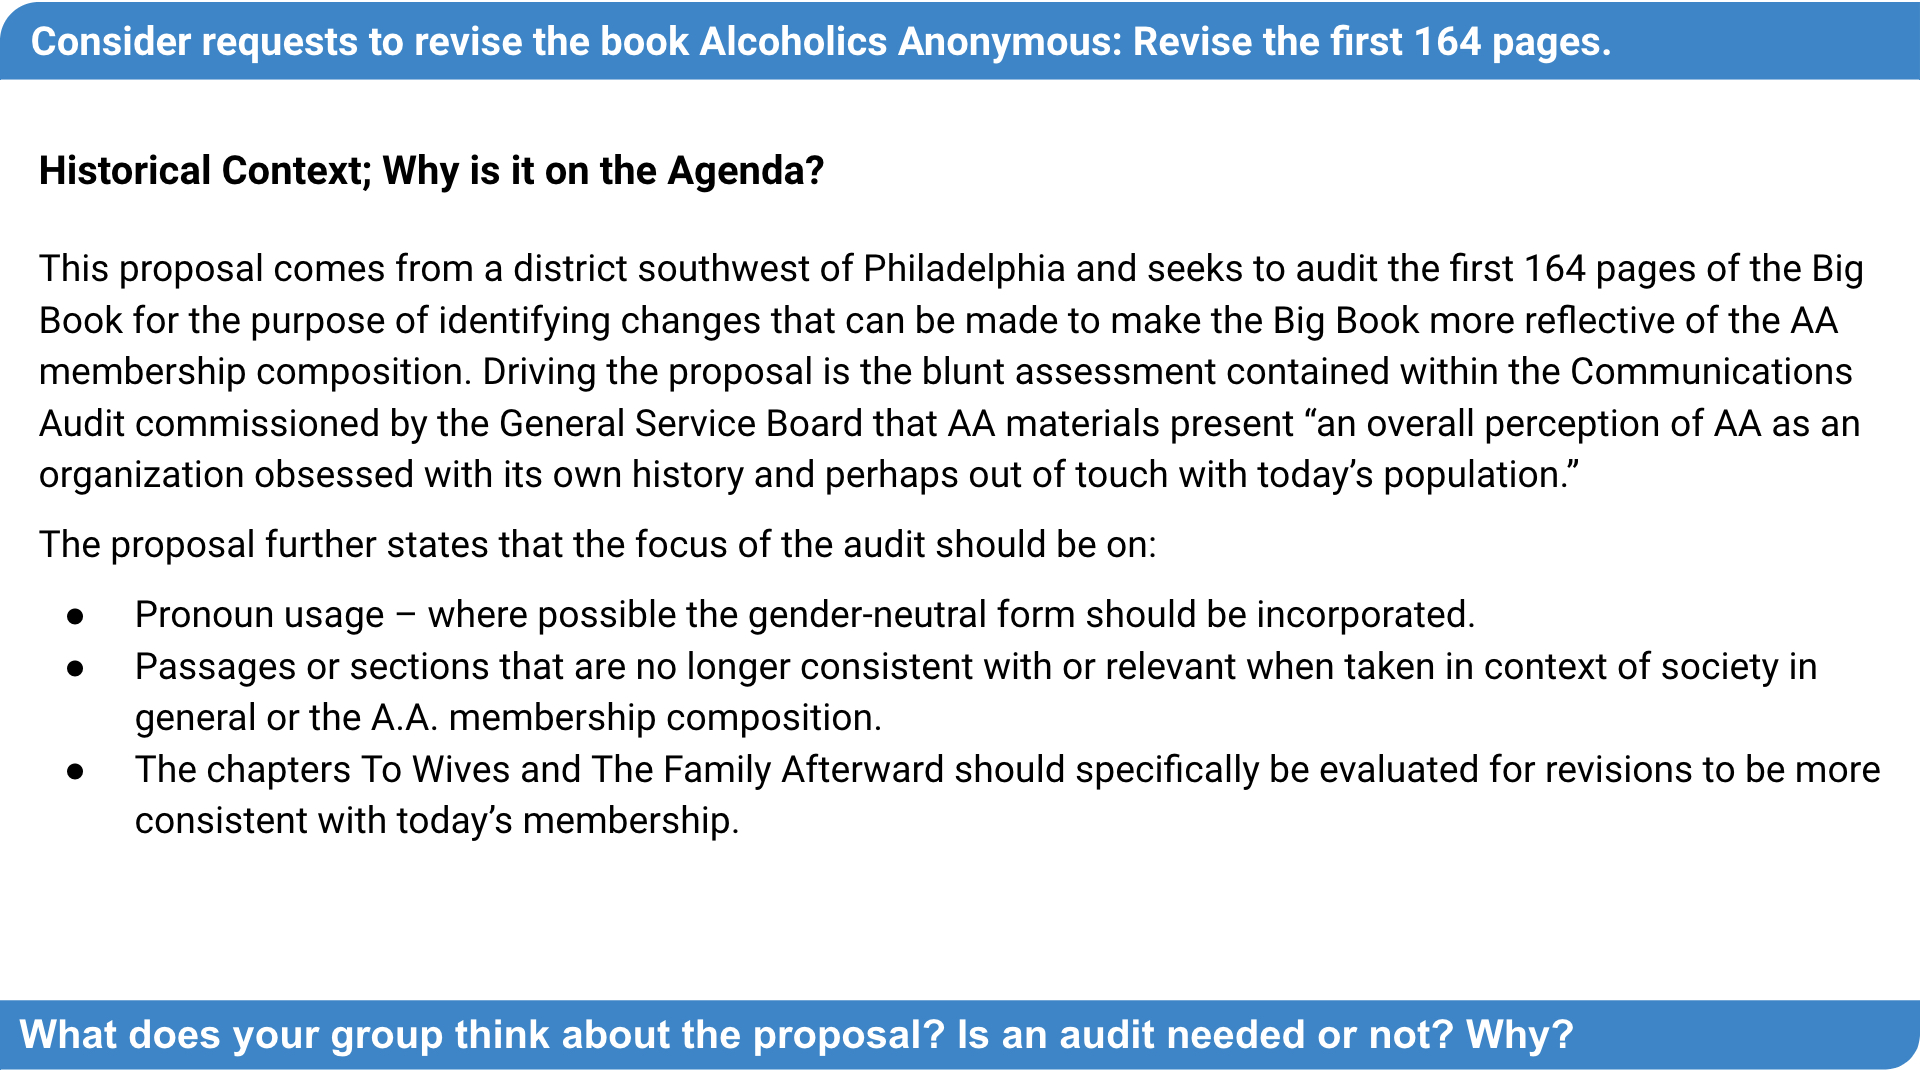 Consider requests to revise the book Alcoholics Anonymous: Revise the first 164 pages.
Historical Context; Why is it on the Agenda?
This proposal comes from a district southwest of Philadelphia and seeks to audit the first 164 pages of the Big
Book for the purpose of identifying changes that can be made to make the Big Book more reflective of the AA
membership composition. Driving the proposal is the blunt assessment contained within the Communications
Audit commissioned by the General Service Board that AA materials present “an overall perception of AA as an
organization obsessed with its own history and perhaps out of touch with today’s population.”
The proposal further states that the focus of the audit should be on:
● Pronoun usage – where possible the gender-neutral form should be incorporated.
● Passages or sections that are no longer consistent with or relevant when taken in context of society in
general or the A.A. membership composition.
● The chapters To Wives and The Family Afterward should specifically be evaluated for revisions to be more
consistent with today’s membership.
What does your group think about the proposal? Is an audit needed or not? Why?